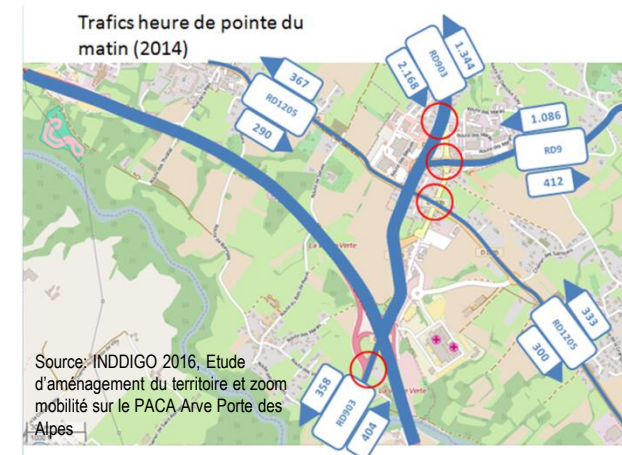 Trafics heure de pointe du
matin (2014)
367
RD1205
290
2.168
RD903
1.344
1.086
RD9
412
333
RD1205
300
358
RD903
404
Source: INDDIGO 2016, Etude
d'aménagement du territoire et zoom
mobilité sur le PACA Arve Porte des
Alpes